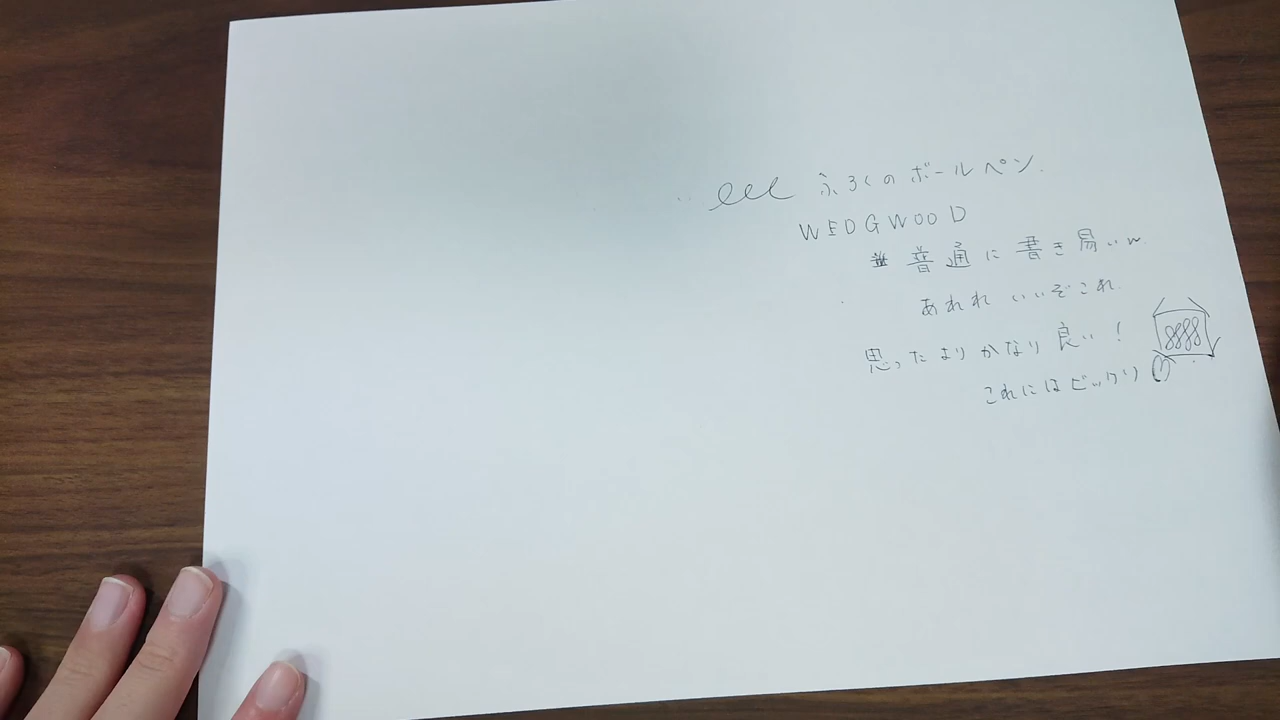 ふろくのボールペン
WEDGWOOD
普通に書き易いw
あれれ いいぞこれ
思ったよりかなり良い!
これにはビックリ